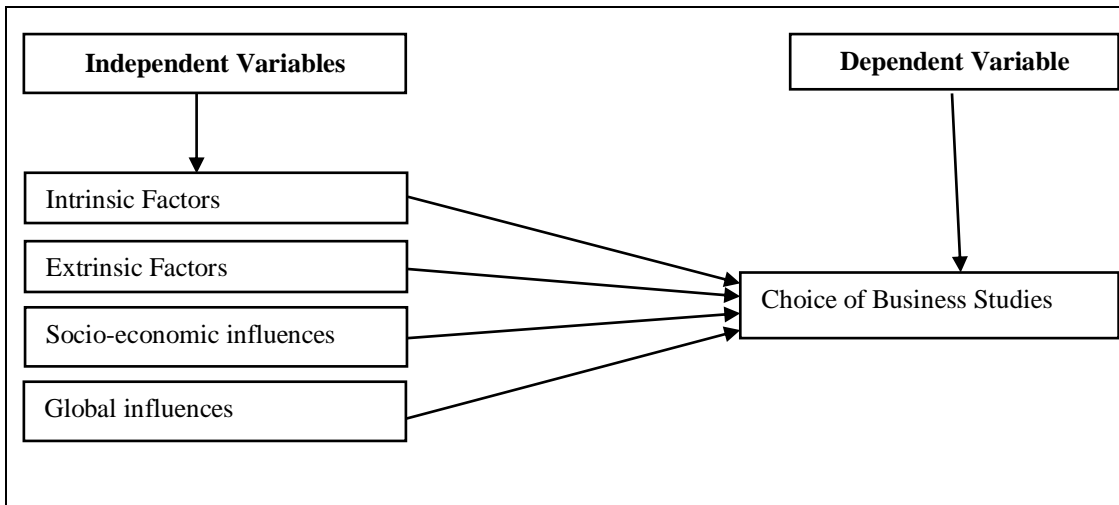 Independent Variables
Dependent Variable
Intrinsic Factors
Extrinsic Factors
Socio-economic influences
Global influences
Choice of Business Studies